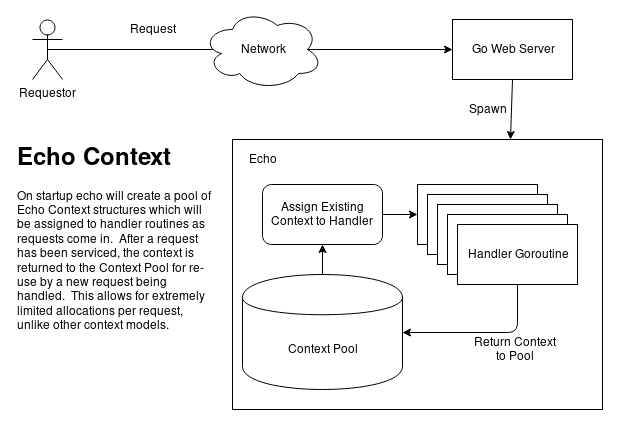 Request
Network
Go Web Server
Requestor
Spawn
Echo Context
On startup echo will create a pool of
Echo Context structures which will
be assigned to handler routines as
requests come in.  After a request
has been serviced, the context is
returned to the Context Pool for re-
use by a new request being
handled.  This allows for extremely
limited allocations per request,
unlike other context models.
Echo
Assign Existing
Context to Handler
Handler Goroutine
Context Pool
Return Context
to Pool